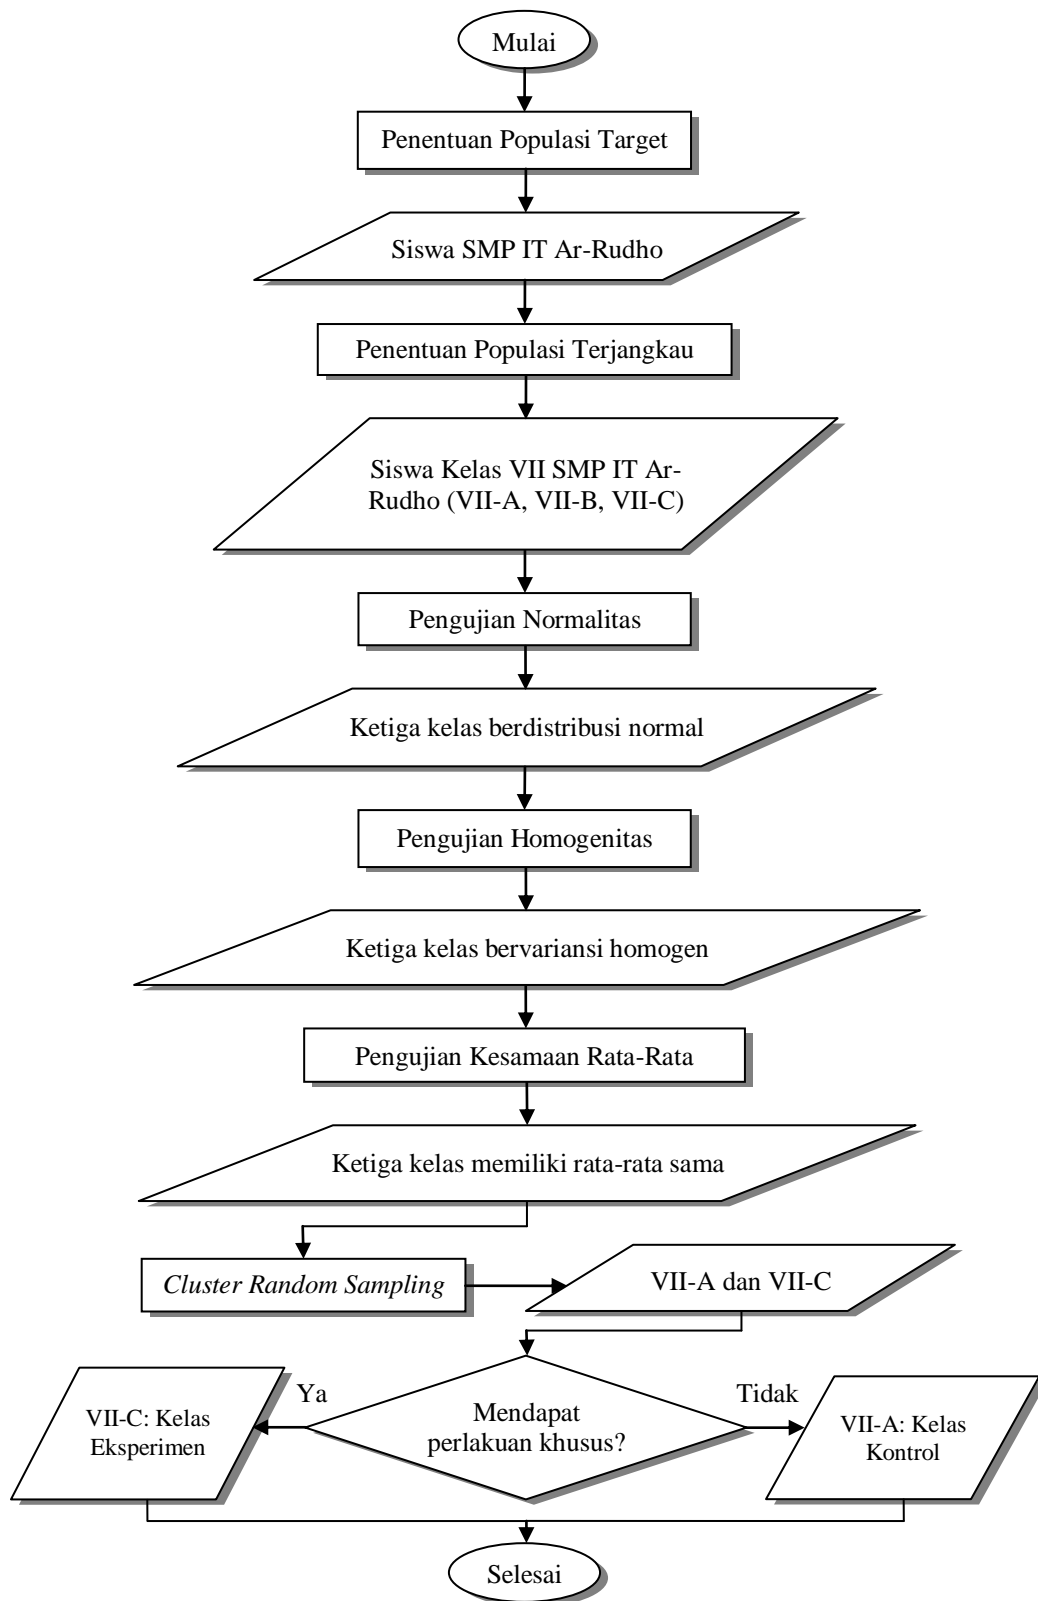 Mulai
Penentuan Populasi Target
Siswa SMP IT Ar-Rudho
Penentuan Populasi Terjangkau
Siswa Kelas VII SMP IT Ar-
Rudho (VII-A, VII-B, VII-C)
Pengujian Normalitas
Ketiga kelas berdistribusi normal
Pengujian Homogenitas
Ketiga kelas bervariansi homogen
Pengujian Kesamaan Rata-Rata
Ketiga kelas memiliki rata-rata sama
Cluster Random Sampling
VII-A dan VII-C
Ya
Tidak
VII-C: Kelas
Eksperimen
Mendapat
perlakuan khusus?
VII-A: Kelas
Kontrol
Selesai